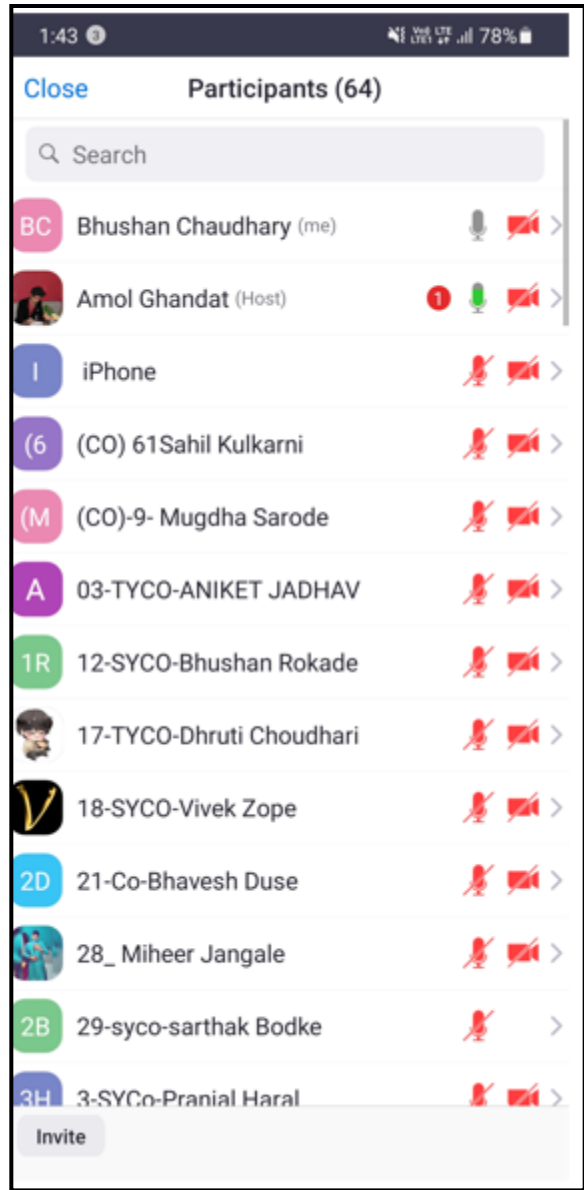 1:43 3 78%
Close Participants (64)
Search
BC Bhushan Chaudhary (me)
Amol Ghandat (Host) 1
I iPhone
(6 (CO) 61Sahil Kulkarni
(M (CO)-9- Mugdha Sarode
A 03-TYCO-ANIKET JADHAV
1R 12-SYCO-Bhushan Rokade
17-TYCO-Dhruti Choudhari
V 18-SYCO-Vivek Zope
2D 21-Co-Bhavesh Duse
28_ Miheer Jangale
2B 29-syco-sarthak Bodke
3H 3-SYCo-Pranjal Haral
Invite